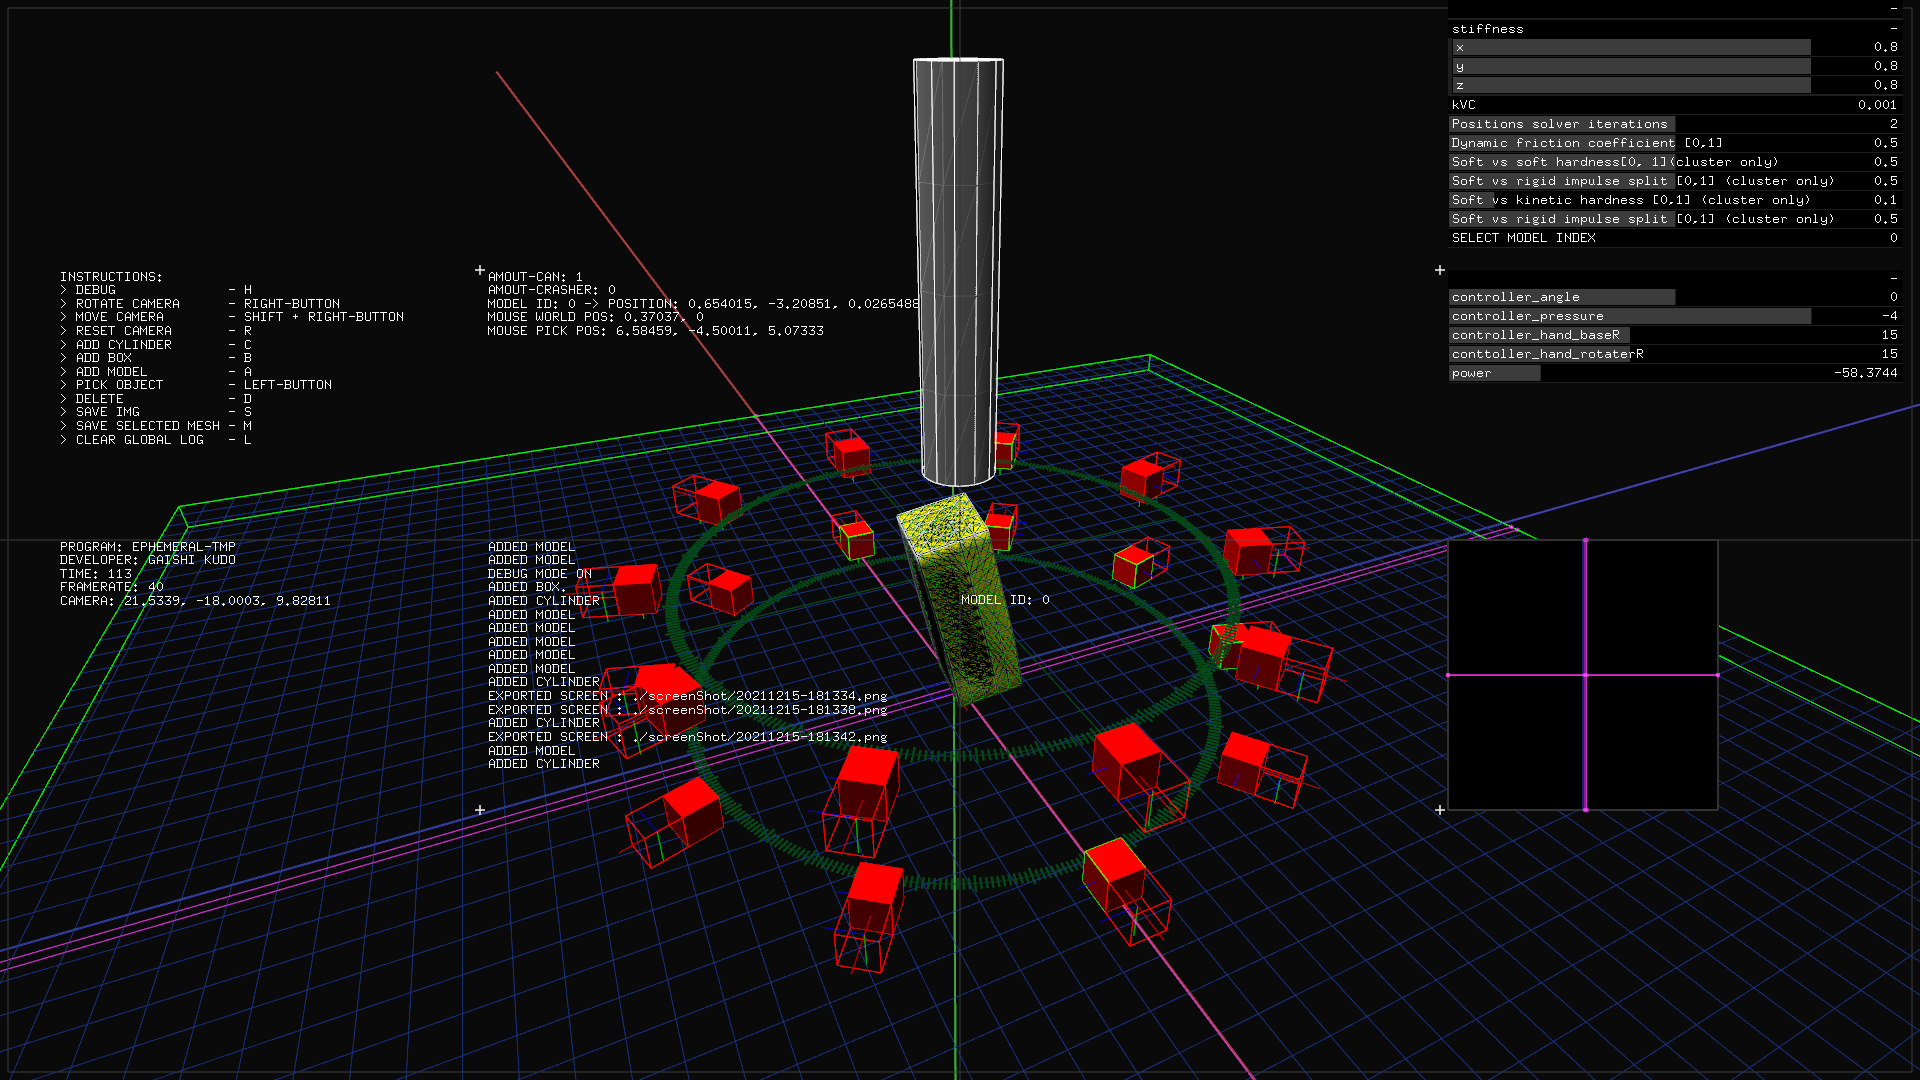 INSTRUCTIONS:
> DEBUG - H
> ROTATE CAMERA - RIGHT-BUTTON
> MOVE CAMERA - SHIFT + RIGHT-BUTTON
> RESET CAMERA - R
> ADD CYLINDER - C
> ADD BOX - B
> ADD MODEL - A
> PICK OBJECT - LEFT-BUTTON
> DELETE - D
> SAVE IMG - S
> SAVE SELECTED MESH - M
> CLEAR GLOBAL LOG - L
AMOUT-CAN: 1
AMOUT-CRASHER: 0
MODEL ID: 0 -> POSITION: 0.654015, -3.20851, 0.0265488
MOUSE WORLD POS: 0.37037, 0
MOUSE PICK POS: 6.58459, -4.50011, 5.07333
-
stiffness -
x 0.8
y 0.8
z 0.8
kVC 0.001
Positions solver iterations 2
Dynamic friction coefficient [0,1] 0.5
Soft vs soft hardness[0, 1](cluster only) 0.5
Soft vs rigid impulse split [0,1] (cluster only) 0.5
Soft vs kinetic hardness [0,1] (cluster only) 0.1
Soft vs rigid impulse split [0,1] (cluster only) 0.5
SELECT MODEL INDEX 0
-
controller_angle 0
controller_pressure -4
controller_hand_baseR 15
conttoller_hand_rotaterR 15
power -58.3744
PROGRAM: EPHEMERAL-TMP
DEVELOPER: GAISHI KUDO
TIME: 113
FRAMERATE: 40
CAMERA: 21.5339, -18.0003, 9.82811
ADDED MODEL
ADDED MODEL
DEBUG MODE ON
ADDED BOX.
ADDED CYLINDER
ADDED MODEL
ADDED MODEL
ADDED MODEL
ADDED MODEL
ADDED MODEL
ADDED CYLINDER
EXPORTED SCREEN : ./screenShot/20211215-181334.png
EXPORTED SCREEN : ./screenShot/20211215-181338.png
ADDED CYLINDER
EXPORTED SCREEN : ./screenShot/20211215-181342.png
ADDED MODEL
ADDED CYLINDER
MODEL ID: 0